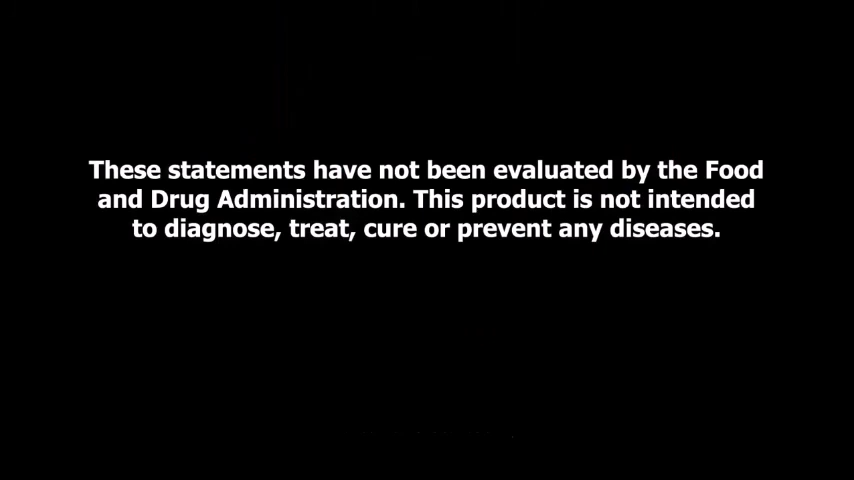 These statements have not been evaluated by the Food
and Drug Administration. This product is not intended
to diagnose, treat, cure or prevent any diseases.